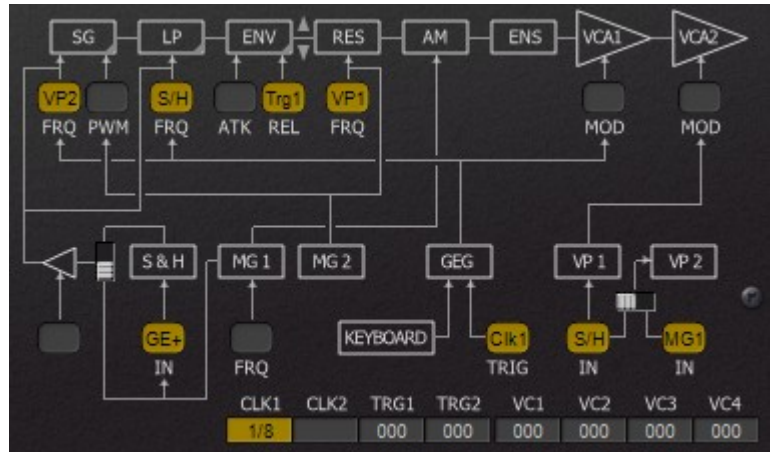 SG LP ENV RES AM ENS VCA1 VCA2
VP2 S/H Trg1 VP1
FRQ PWM FRQ ATK REL FRQ MOD MOD
S & H MG 1 MG 2 GEG VP 1 VP 2
GE+ KEYBOARD Clk1 S/H MG1
IN FRQ TRIG IN IN
CLK1 CLK2 TRG1 TRG2 VC1 VC2 VC3 VC4
1/8 000 000 000 000 000 000